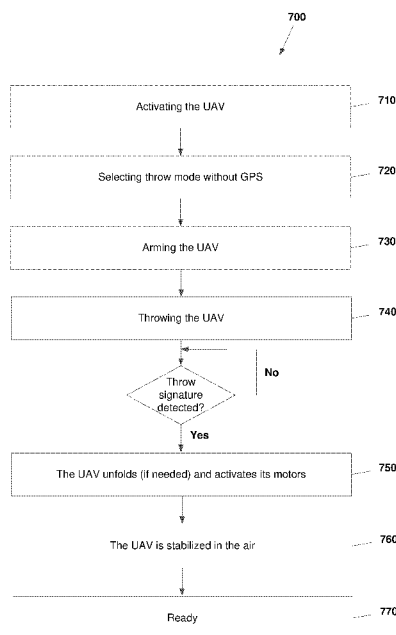 700
Activating the UAV
710
Selecting throw mode without GPS
720
Arming the UAV
730
Throwing the UAV
740
No
Throw
signature
detected?
Yes
The UAV unfolds (if needed) and activates its motors
750
The UAV is stabilized in the air
760
Ready
770